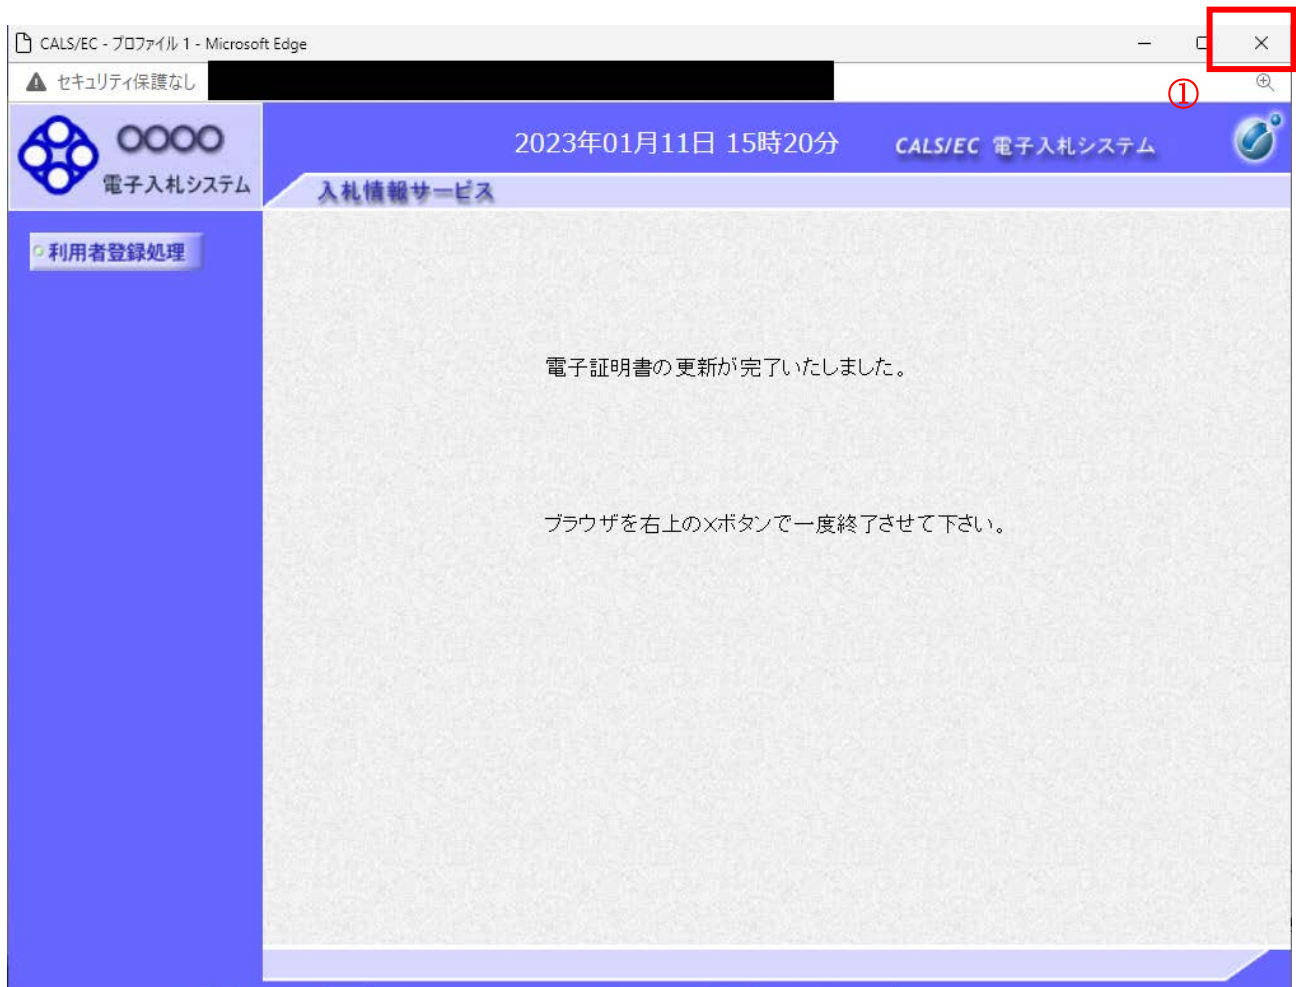 CALS/EC - プロファイル 1 - Microsoft Edge
①
セキュリティ保護なし
○○○○
電子入札システム
2023年01月11日 15時20分
CALS/EC 電子入札システム
入札情報サービス
利用者登録処理
電子証明書の更新が完了いたしました。
ブラウザを右上の×ボタンで一度終了させて下さい。